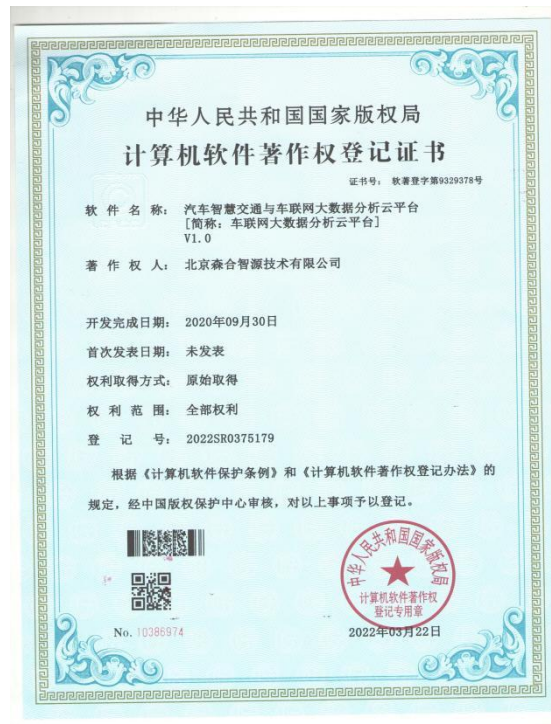 中华人民共和国国家版权局
计算机软件著作权登记证书
证书号： 软著登字第9329378号
软件名称： 汽车智慧交通与车联网大数据分析云平台
[简称：车联网大数据分析云平台]
V1.0
著作权人： 北京森合智源技术有限公司
开发完成日期： 2020年09月30日
首次发表日期： 未发表
权利取得方式： 原始取得
权利范围： 全部权利
登记号： 2022SR0375179
根据《计算机软件保护条例》和《计算机软件著作权登记办法》的
规定，经中国版权保护中心审核，对以上事项予以登记。
中华人民共和国国家版权局
计算机软件著作权
登记专用章
No. 10386974
2022年03月22日